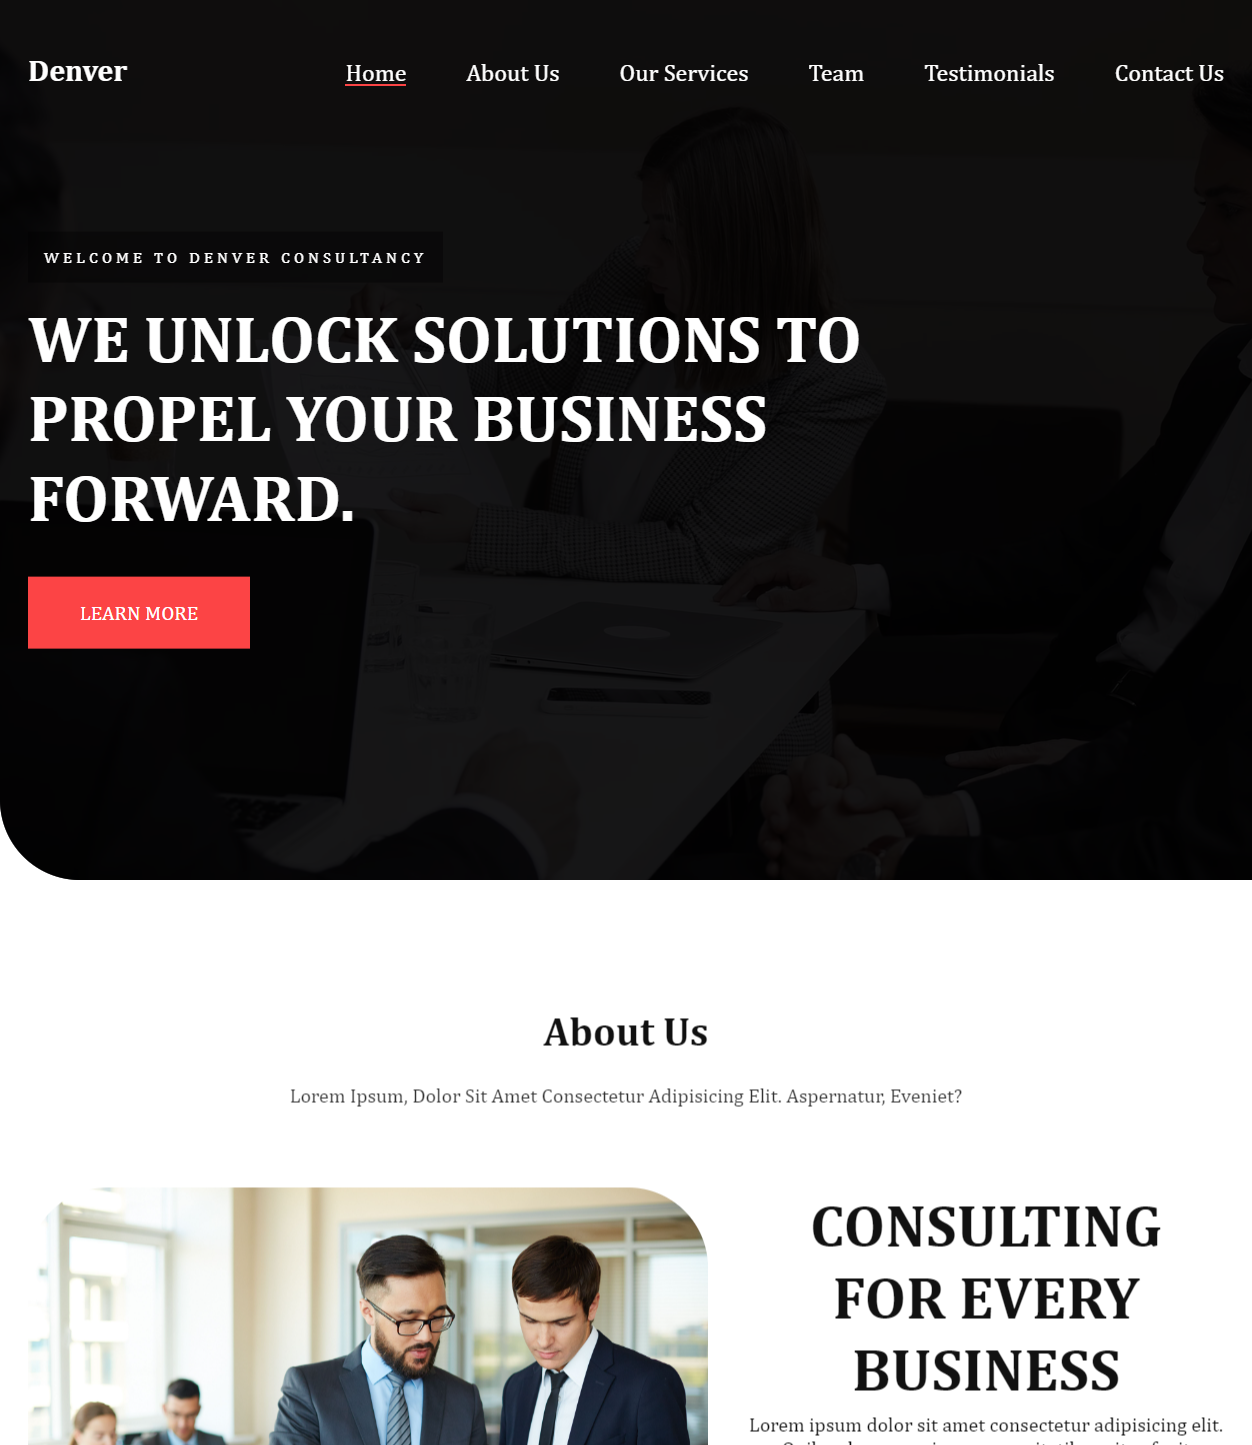 Denver
Home About Us Our Services Team Testimonials Contact Us
WELCOME TO DENVER CONSULTANCY
WE UNLOCK SOLUTIONS TO
PROPEL YOUR BUSINESS
FORWARD.
LEARN MORE
About Us
Lorem Ipsum, Dolor Sit Amet Consectetur Adipisicing Elit. Aspernatur, Eveniet?
CONSULTING
FOR EVERY
BUSINESS
Lorem ipsum dolor sit amet consectetur adipisicing elit.